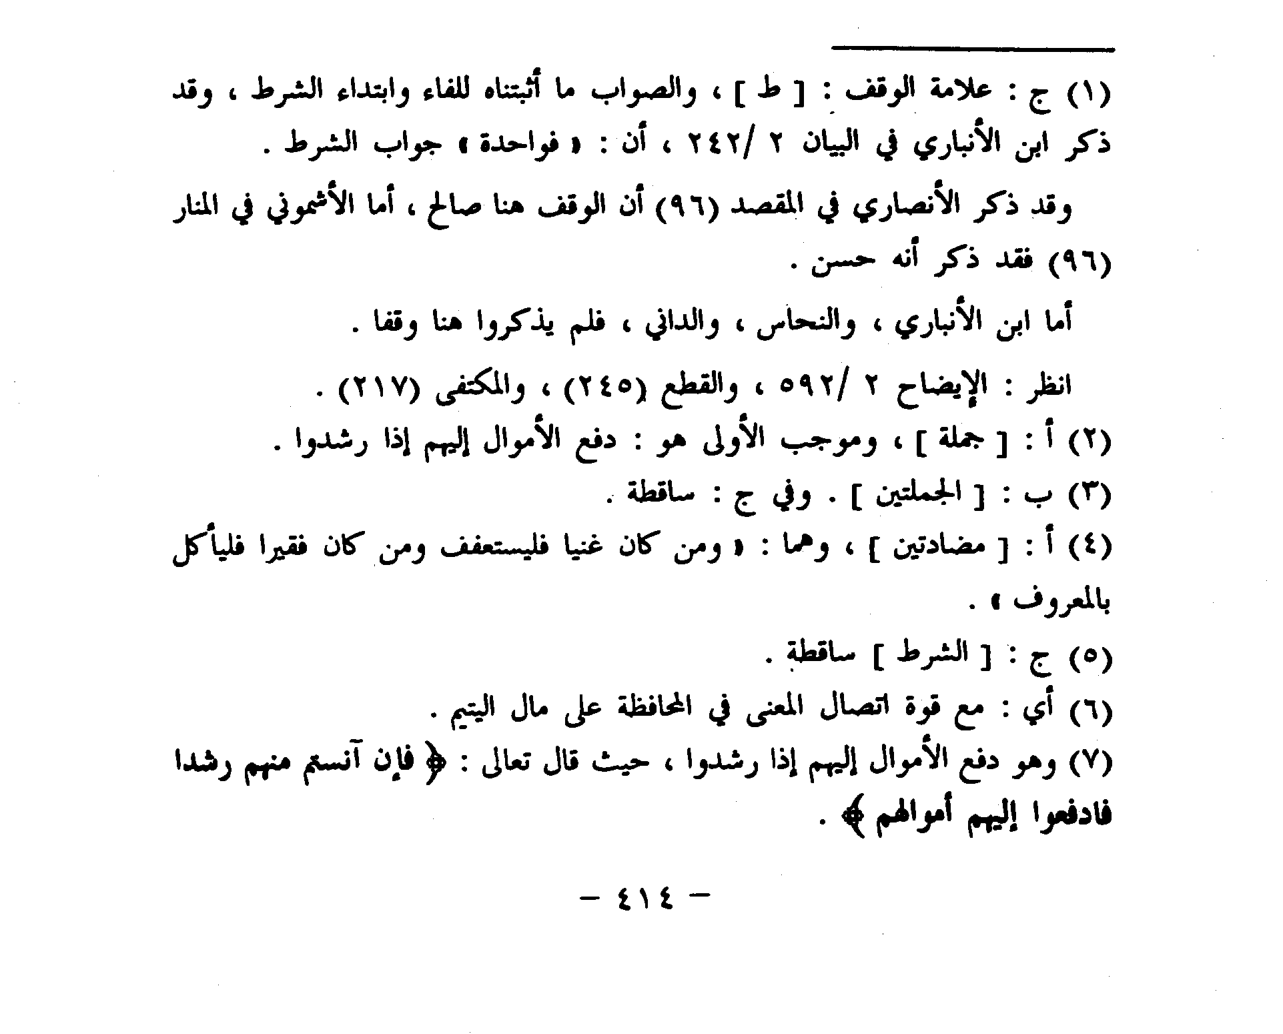 (١) ج : علامة الوقف : [ ط ] ، والصواب ما أثبتناه للفاء وابتداء الشرط ، وقد
ذكر ابن الأنباري في البيان ٢ /٢٤٢ ، أن : « فواحدة » جواب الشرط .
وقد ذكر الأنصاري في المقصد (٩٦) أن الوقف هنا صالح ، أما الأشموني في المنار
(٩٦) فقد ذكر أنه حسن .
أما ابن الأنباري ، والنحاس ، والداني ، فلم يذكروا هنا وقفا .
انظر : الإيضاح ٢ /٥٩٢ ، والقطع (٢٤٥) ، والمكتفى (٢١٧) .
(٢) أ : [ جملة ] ، وموجب الأولى هو : دفع الأموال إليهم إذا رشدوا .
(٣) ب : [ الجملتين ] . وفي ج : ساقطة .
(٤) أ : [ مضادتين ] ، وهما : « ومن كان غنيا فليستعفف ومن كان فقيرا فليأكل
بالمعروف » .
(٥) ج : [ الشرط ] ساقطة .
(٦) أي : مع قوة اتصال المعنى في المحافظة على مال اليتيم .
(٧) وهو دفع الأموال إليهم إذا رشدوا ، حيث قال تعالى : ﴿ فإن آنستم منهم رشدا
فادفعوا إليهم أموالهم ﴾ .
– ٤١٤ –